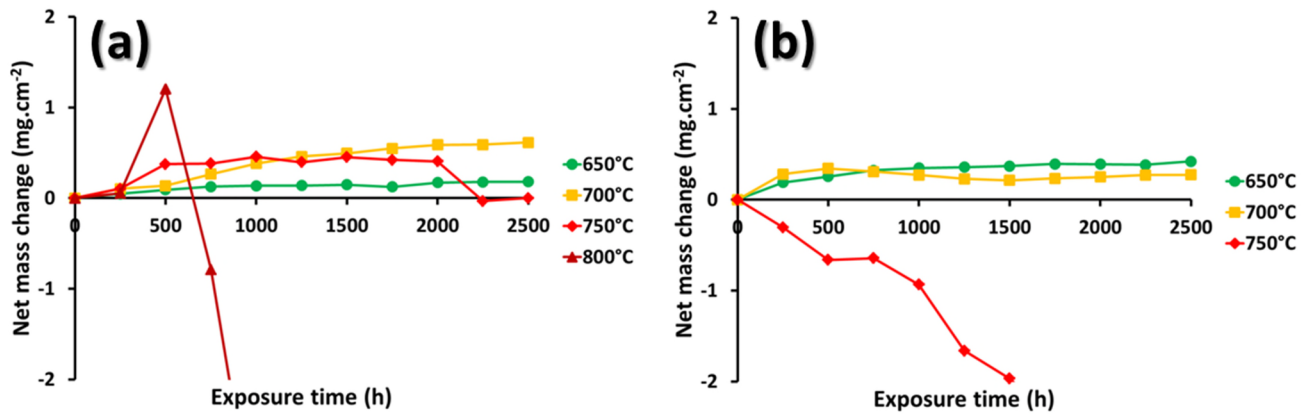 (a)
Net mass change (mg.cm-2)
2
1
0
-1
-2
0 500 1000 1500 2000 2500
Exposure time (h)
650°C
700°C
750°C
800°C
(b)
Net mass change (mg.cm-2)
2
1
0
-1
-2
0 500 1000 1500 2000 2500
Exposure time (h)
650°C
700°C
750°C